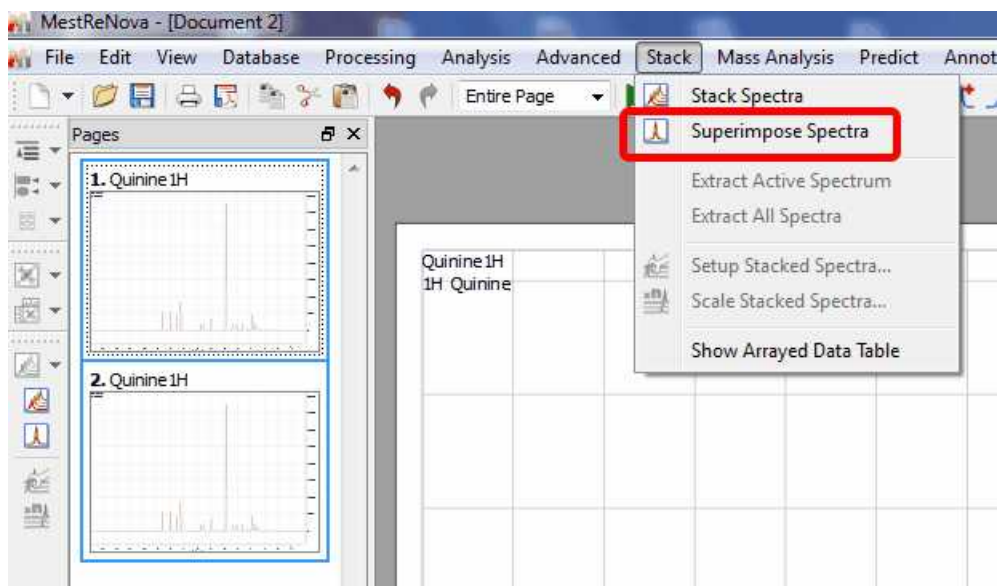 MestReNova - [Document 2]
File Edit View Database Processing Analysis Advanced Stack Mass Analysis Predict Annot
Entire Page
Stack Spectra
Superimpose Spectra
Extract Active Spectrum
Extract All Spectra
Setup Stacked Spectra...
Scale Stacked Spectra...
Show Arrayed Data Table
Pages
1. Quinine 1H
2. Quinine 1H
Quinine 1H
1H Quinine